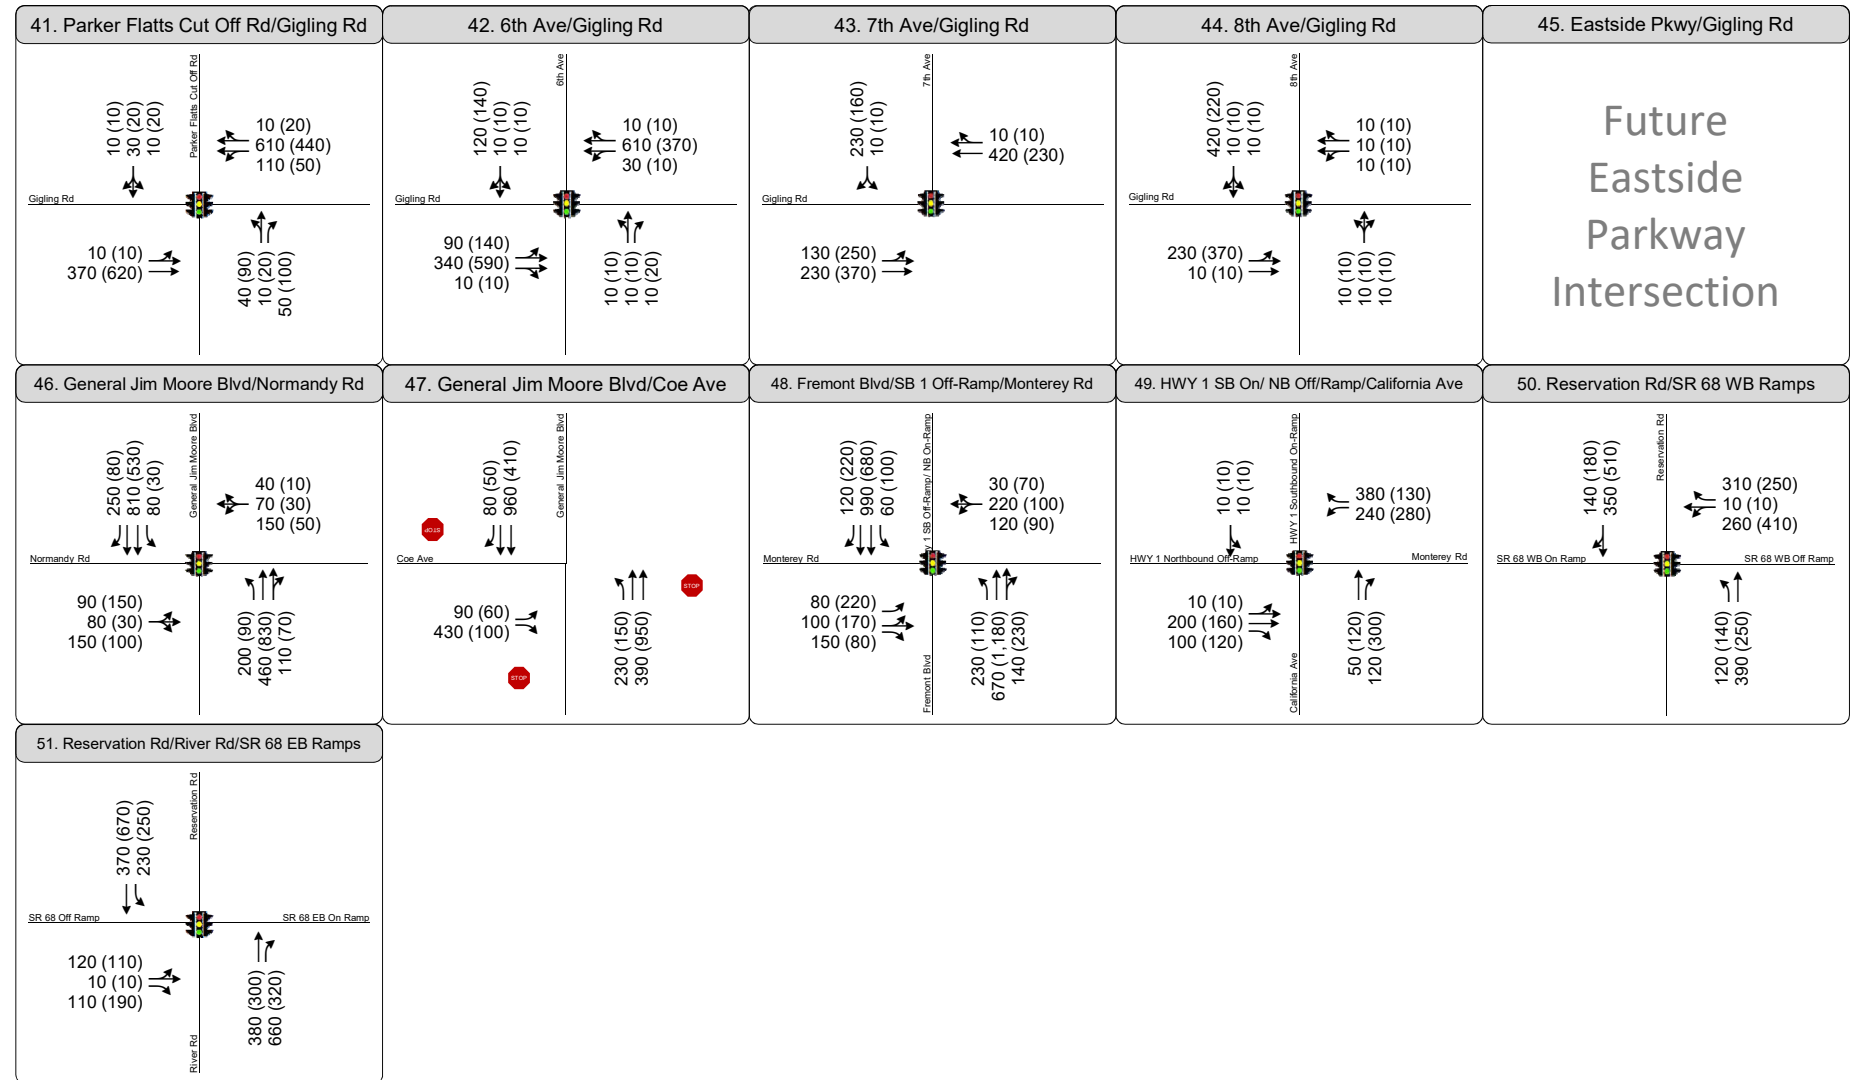 41. Parker Flatts Cut Off Rd/Gigling Rd
Parker Flatts Cut Off Rd
10 (10)
30 (20)
10 (20)
10 (20)
610 (440)
110 (50)
Gigling Rd
10 (10)
370 (620)
40 (90)
10 (20)
50 (100)
42. 6th Ave/Gigling Rd
6th Ave
120 (140)
10 (10)
10 (10)
10 (10)
610 (370)
30 (10)
Gigling Rd
90 (140)
340 (590)
10 (10)
10 (10)
10 (10)
10 (20)
43. 7th Ave/Gigling Rd
7th Ave
230 (160)
10 (10)
10 (10)
420 (230)
Gigling Rd
130 (250)
230 (370)
44. 8th Ave/Gigling Rd
8th Ave
420 (220)
10 (10)
10 (10)
10 (10)
10 (10)
10 (10)
Gigling Rd
230 (370)
10 (10)
10 (10)
10 (10)
10 (10)
45. Eastside Pkwy/Gigling Rd
Future
Eastside
Parkway
Intersection
46. General Jim Moore Blvd/Normandy Rd
General Jim Moore Blvd
250 (80)
810 (530)
80 (30)
40 (10)
70 (30)
150 (50)
Normandy Rd
90 (150)
80 (30)
150 (100)
200 (90)
460 (830)
110 (70)
47. General Jim Moore Blvd/Coe Ave
General Jim Moore Blvd
80 (50)
960 (410)
STOP
Coe Ave
STOP
90 (60)
430 (100)
230 (150)
390 (950)
STOP
48. Fremont Blvd/SB 1 Off-Ramp/Monterey Rd
y 1 SB Off-Ramp/ NB On-Ramp
120 (220)
990 (680)
60 (100)
30 (70)
220 (100)
120 (90)
Monterey Rd
80 (220)
100 (170)
150 (80)
230 (110)
670 (1,180)
140 (230)
Fremont Blvd
49. HWY 1 SB On/ NB Off/Ramp/California Ave
HWY 1 Southbound On-Ramp
10 (10)
10 (10)
380 (130)
240 (280)
HWY 1 Northbound Off-Ramp
Monterey Rd
10 (10)
200 (160)
100 (120)
50 (120)
120 (300)
California Ave
50. Reservation Rd/SR 68 WB Ramps
Reservation Rd
140 (180)
350 (510)
310 (250)
10 (10)
260 (410)
SR 68 WB On Ramp
SR 68 WB Off Ramp
120 (140)
390 (250)
51. Reservation Rd/River Rd/SR 68 EB Ramps
Reservation Rd
370 (670)
230 (250)
SR 68 Off Ramp
SR 68 EB On Ramp
120 (110)
10 (10)
110 (190)
380 (300)
660 (320)
River Rd